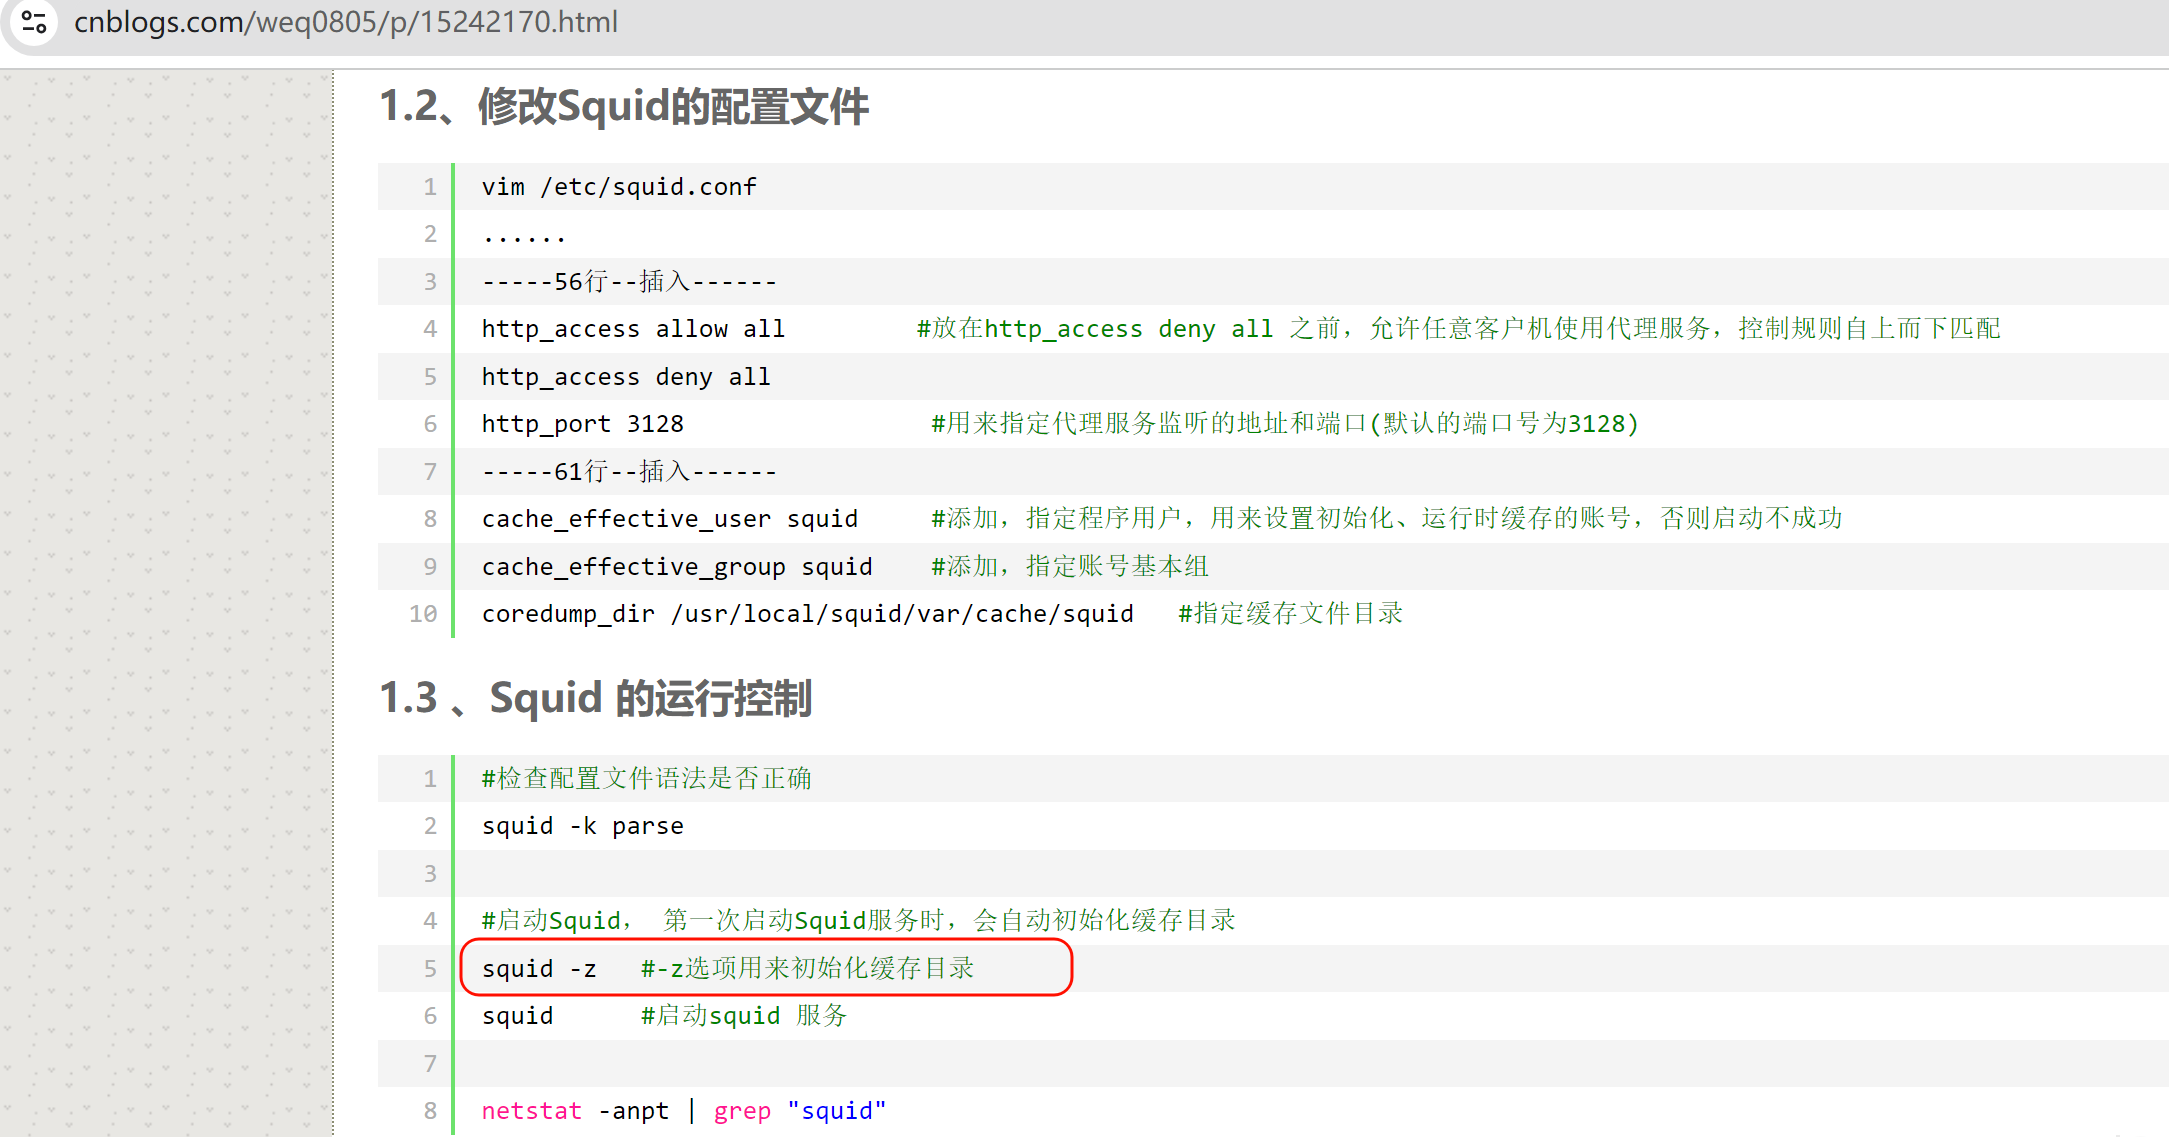 cnblogs.com/weq0805/p/15242170.html
1.2、修改Squid的配置文件
1 vim /etc/squid.conf
2 ......
3 -----56行--插入------
4 http_access allow all #放在http_access deny all 之前，允许任意客户机使用代理服务，控制规则自上而下匹配
5 http_access deny all
6 http_port 3128 #用来指定代理服务监听的地址和端口(默认的端口号为3128)
7 -----61行--插入------
8 cache_effective_user squid #添加，指定程序用户，用来设置初始化、运行时缓存的账号，否则启动不成功
9 cache_effective_group squid #添加，指定账号基本组
10 coredump_dir /usr/local/squid/var/cache/squid #指定缓存文件目录
1.3 、Squid 的运行控制
1 #检查配置文件语法是否正确
2 squid -k parse
3
4 #启动Squid， 第一次启动Squid服务时，会自动初始化缓存目录
5 squid -z #-z选项用来初始化缓存目录
6 squid #启动squid 服务
7
8 netstat -anpt | grep "squid"